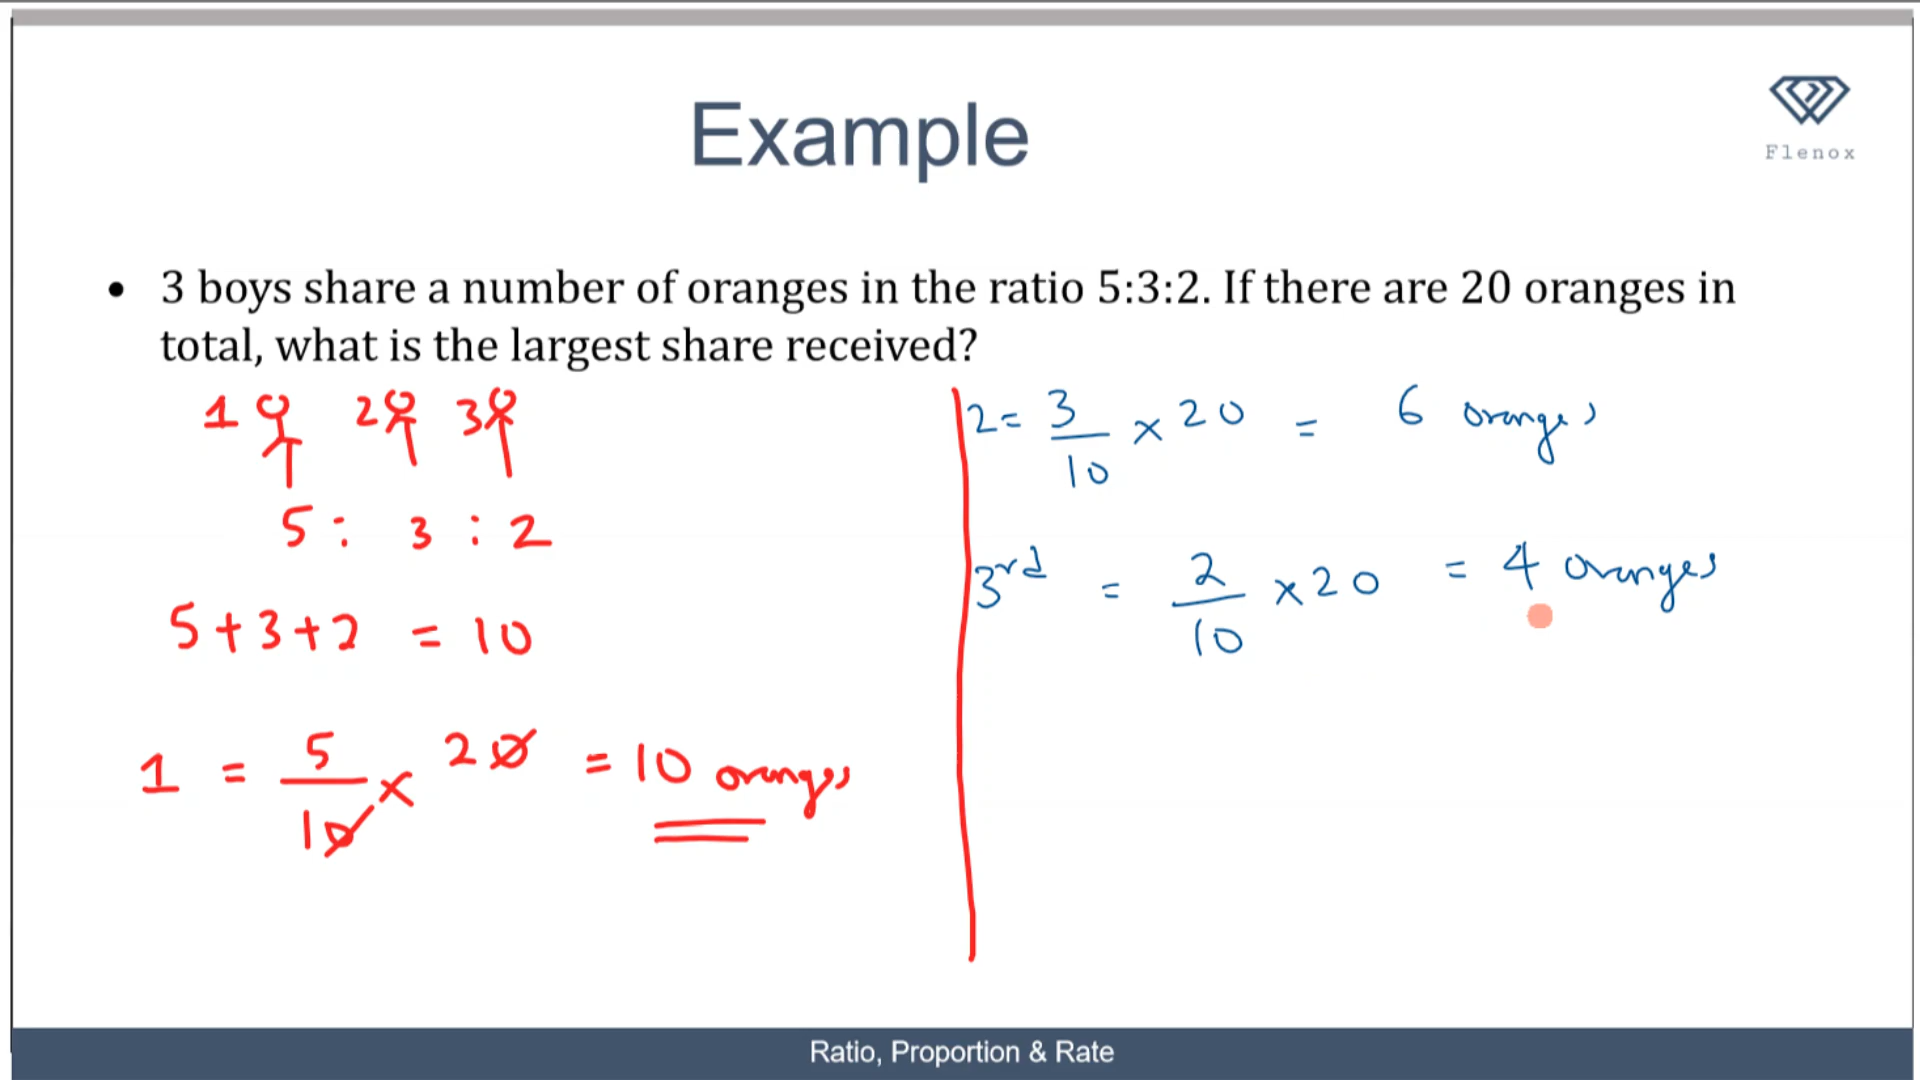 Example
Flenox
• 3 boys share a number of oranges in the ratio 5:3:2. If there are 20 oranges in
total, what is the largest share received?
1 2 3
5 : 3 : 2
5 + 3 + 2 = 10
1 = 5/10 × 20 = 10 oranges
2 = 3/10 × 20 = 6 oranges
3rd = 2/10 × 20 = 4 oranges
Ratio, Proportion & Rate